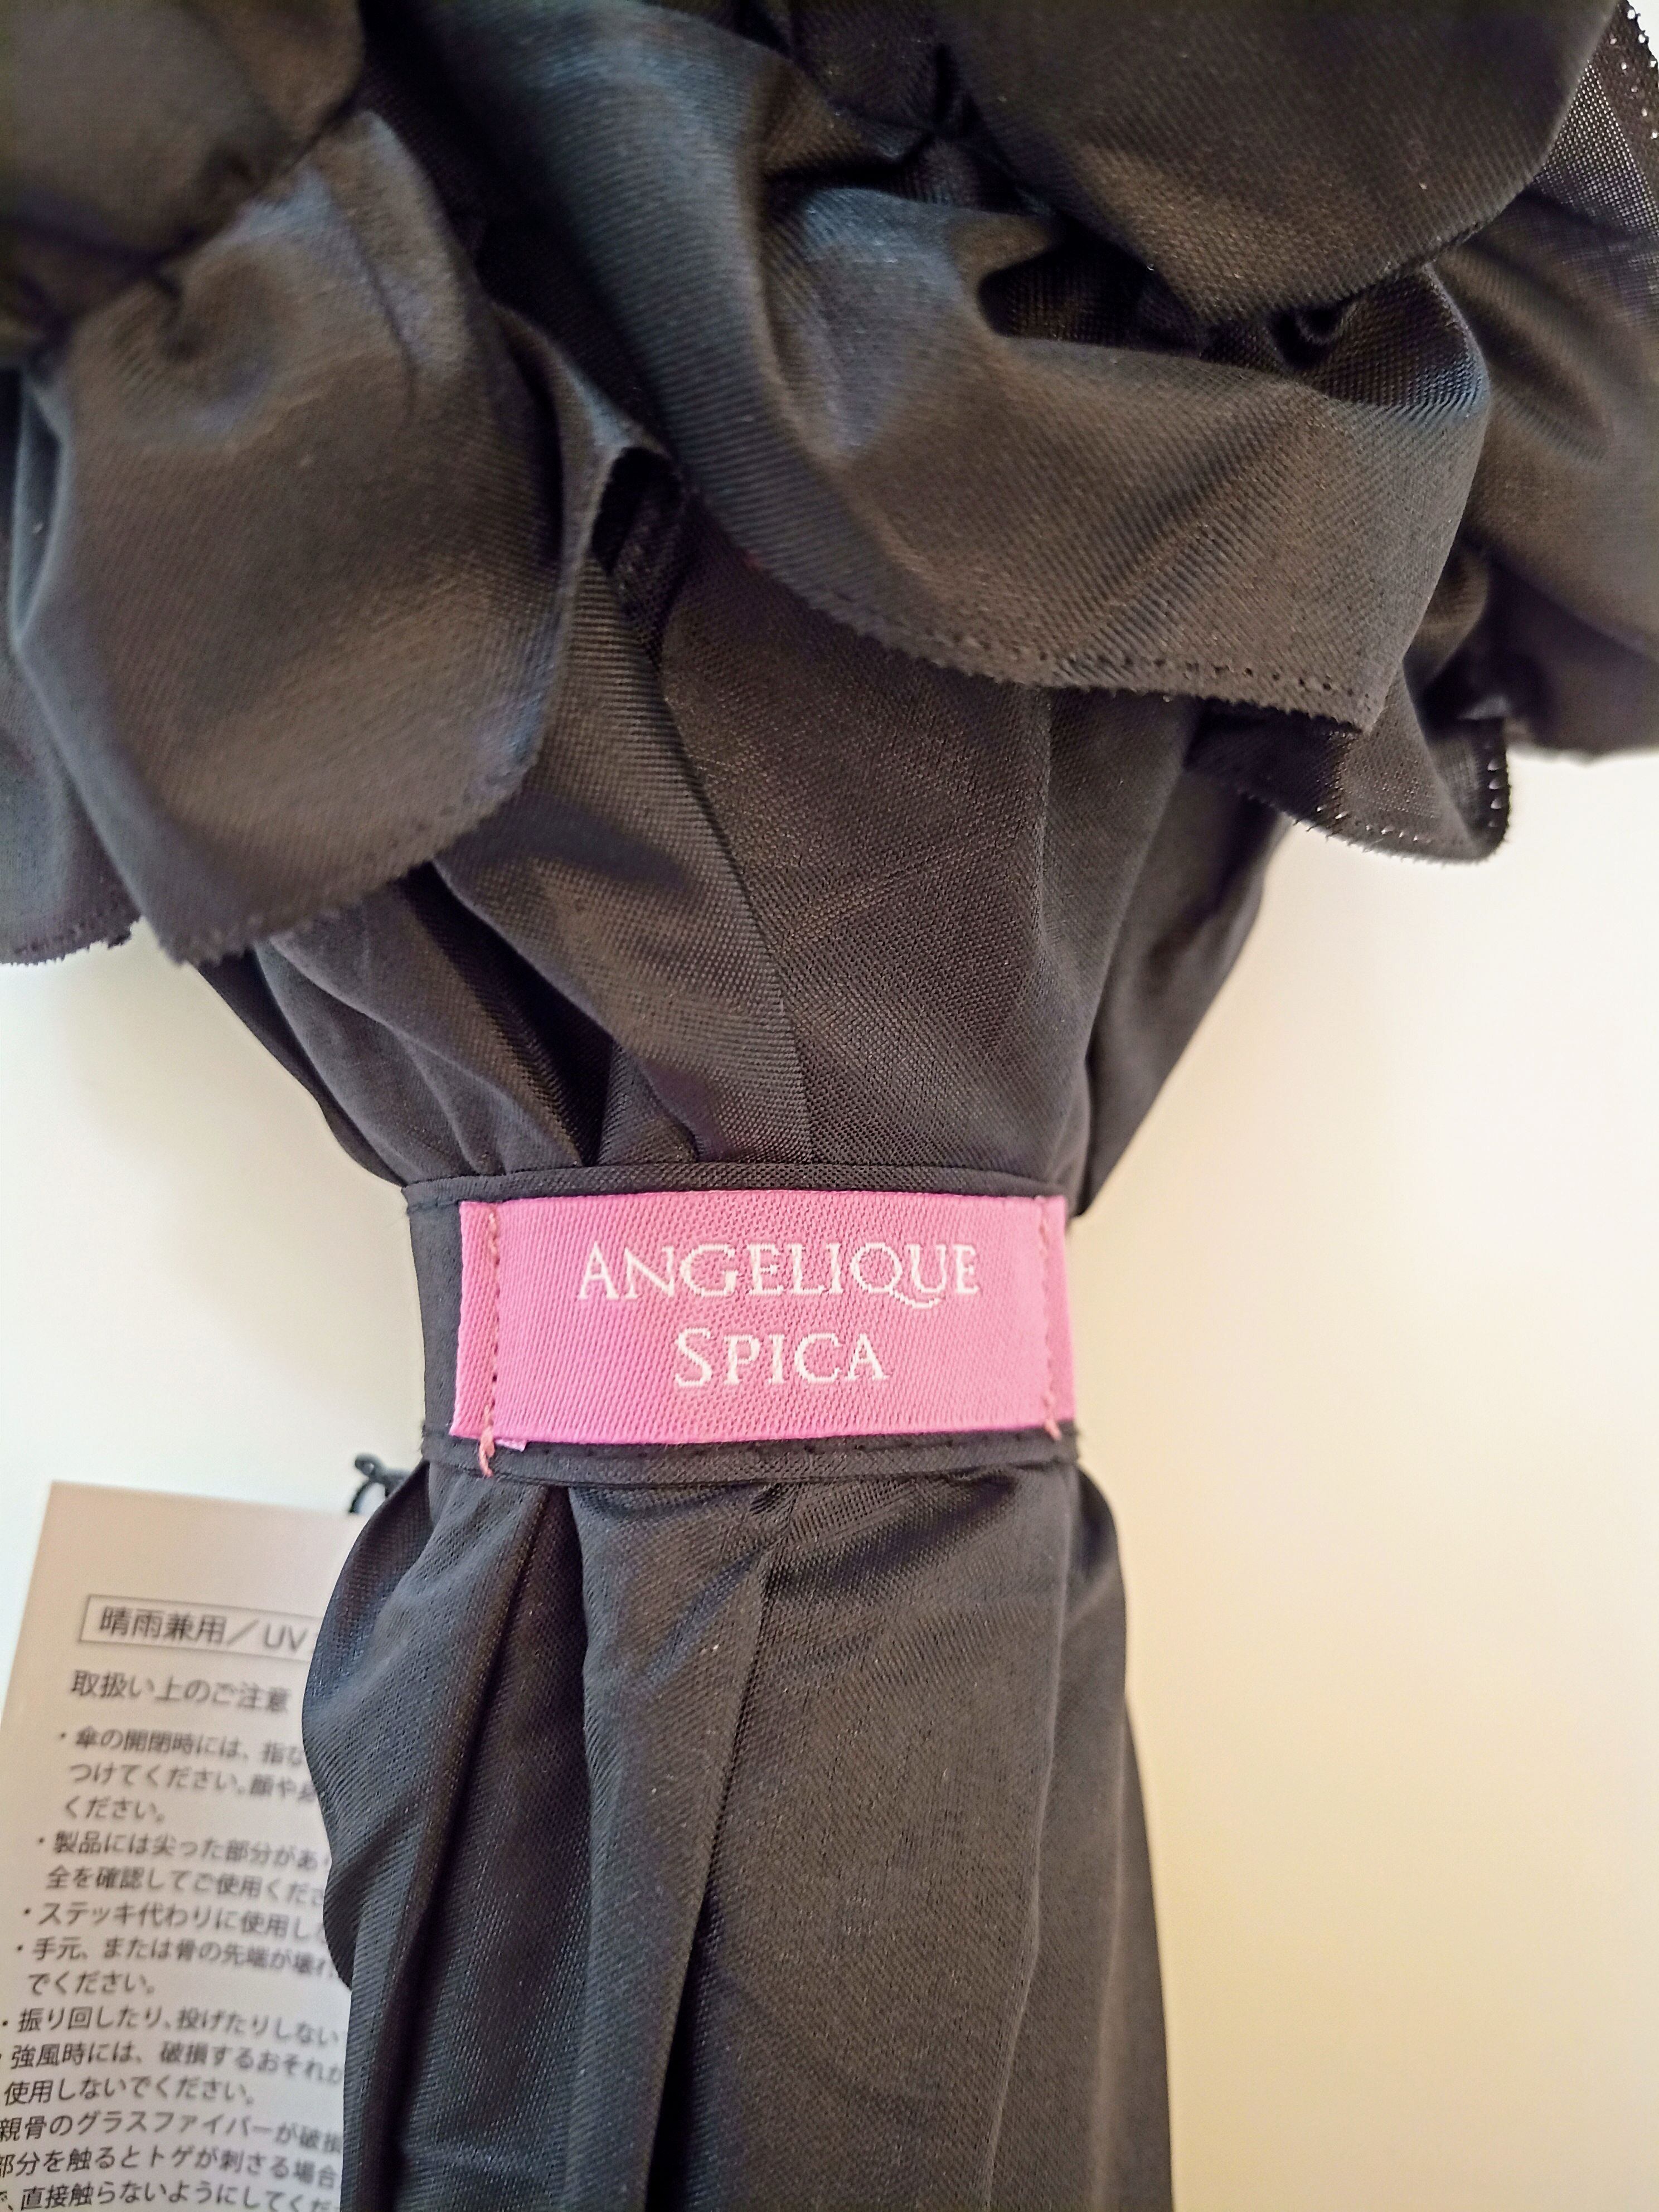 ANGELIQUE
SPICA
晴雨兼用／UV
取扱い上のご注意
・傘の開閉時には、指な
つけてください。顔や身
ください。
・製品には尖った部分があ
全を確認してご使用くださ
・ステッキ代わりに使用し
・手元、または骨の先端が壊れ
でください。
・振り回したり、投げたりしない
・強風時には、破損するおそれが
使用しないでください。
親骨のグラスファイバーが破損
部分を触るとトゲが刺さる場合
で、直接触らないようにしてくだ